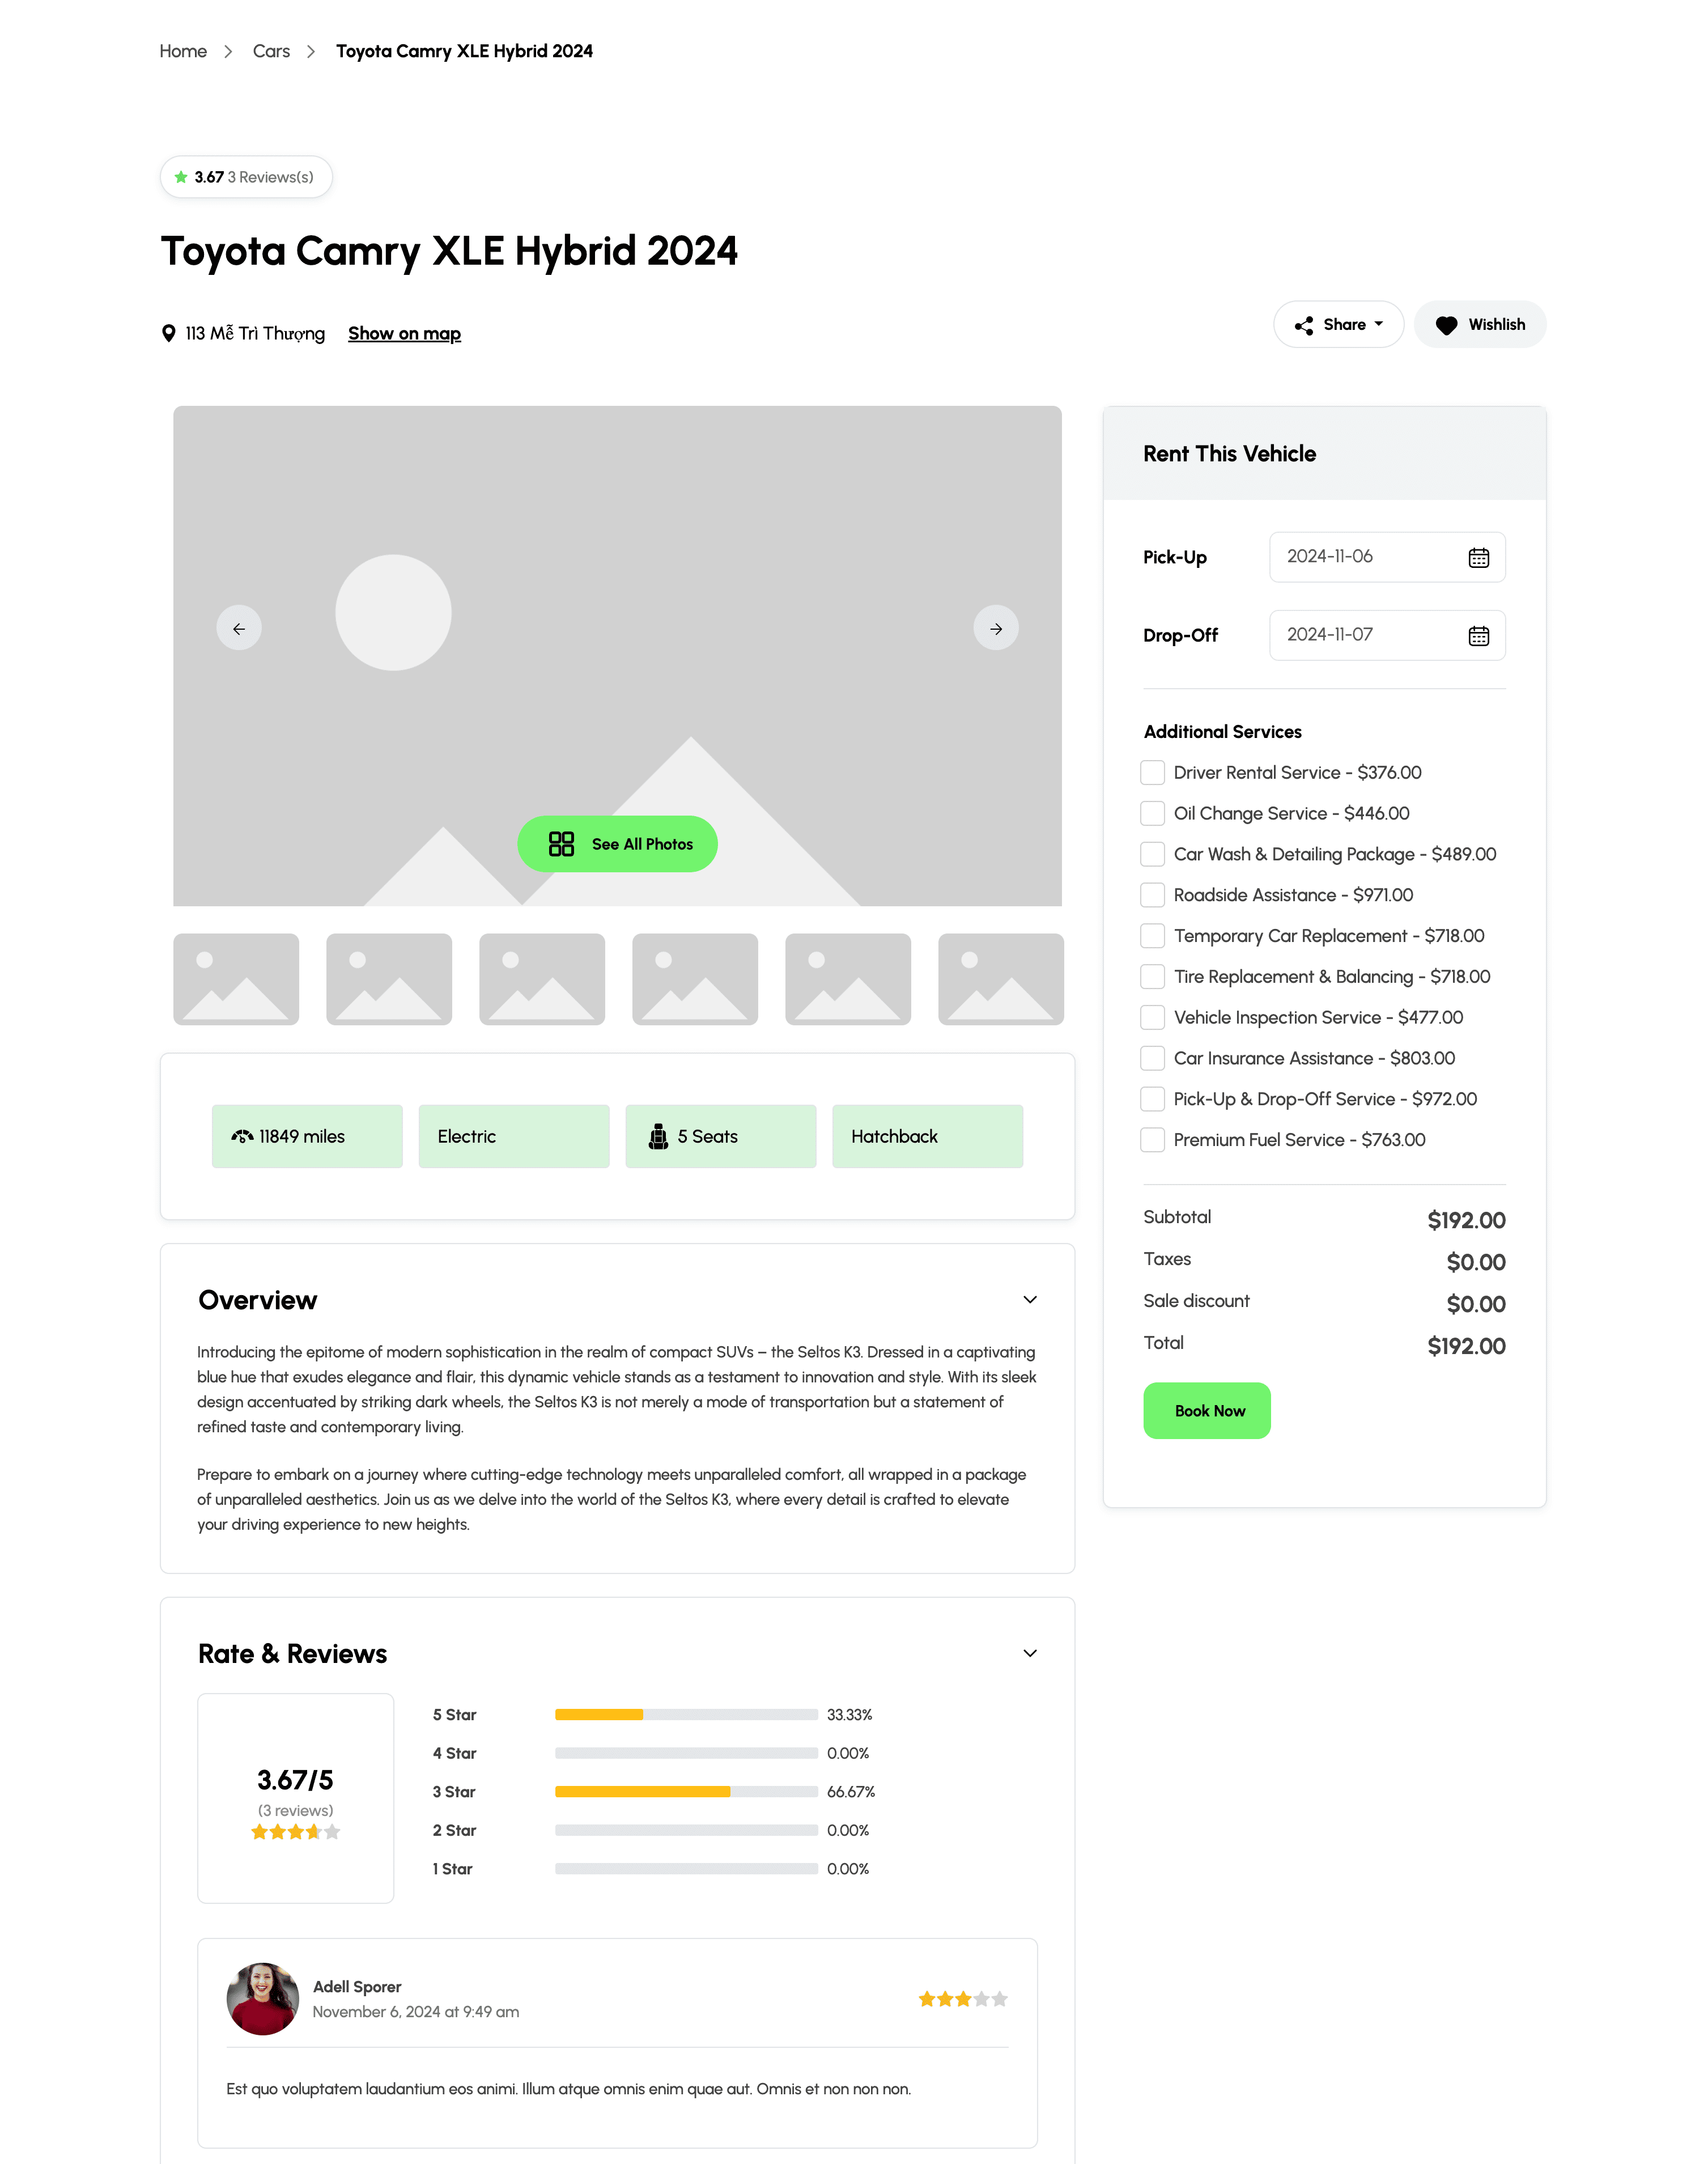 Home
Cars
Toyota Camry XLE Hybrid 2024
3.67 3 Reviews(s)
Toyota Camry XLE Hybrid 2024
113 Mễ Trì Thượng
Show on map
Share
Wishlist
See All Photos
11849 miles
Electric
5 Seats
Hatchback
Overview
Introducing the epitome of modern sophistication in the realm of compact SUVs – the Seltos K3. Dressed in a captivating
blue hue that exudes elegance and flair, this dynamic vehicle stands as a testament to innovation and style. With its sleek
design accentuated by striking dark wheels, the Seltos K3 is not merely a mode of transportation but a statement of
refined taste and contemporary living.
Prepare to embark on a journey where cutting-edge technology meets unparalleled comfort, all wrapped in a package
of unparalleled aesthetics. Join us as we delve into the world of the Seltos K3, where every detail is crafted to elevate
your driving experience to new heights.
Rate & Reviews
3.67/5
(3 reviews)
5 Star 33.33%
4 Star 0.00%
3 Star 66.67%
2 Star 0.00%
1 Star 0.00%
Adell Sporer
November 6, 2024 at 9:49 am
Est quo voluptatem laudantium eos animi. Illum atque omnis enim quae aut. Omnis et non non non.
Rent This Vehicle
Pick-Up 2024-11-06
Drop-Off 2024-11-07
Additional Services
Driver Rental Service - $376.00
Oil Change Service - $446.00
Car Wash & Detailing Package - $489.00
Roadside Assistance - $971.00
Temporary Car Replacement - $718.00
Tire Replacement & Balancing - $718.00
Vehicle Inspection Service - $477.00
Car Insurance Assistance - $803.00
Pick-Up & Drop-Off Service - $972.00
Premium Fuel Service - $763.00
Subtotal $192.00
Taxes $0.00
Sale discount $0.00
Total $192.00
Book Now